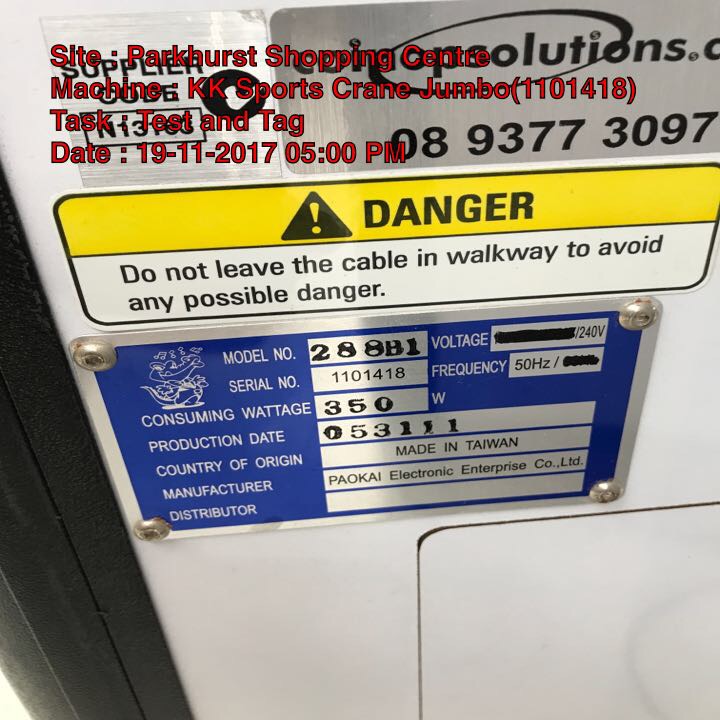 Site : Parkhurst Shopping Centre
Machine : KK Sports Crane Jumbo(1101418)
Task : Test and Tag
Date : 19-11-2017 05:00 PM
SUPPLIER
CODE
solutions.c
08 9377 3097
DANGER
Do not leave the cable in walkway to avoid
any possible danger.
MODEL NO. 288B1 VOLTAGE /240V
SERIAL NO. 1101418 FREQUENCY 50Hz /
CONSUMING WATTAGE 350 W
PRODUCTION DATE 053111
COUNTRY OF ORIGIN MADE IN TAIWAN
MANUFACTURER PAOKAI Electronic Enterprise Co.,Ltd.
DISTRIBUTOR